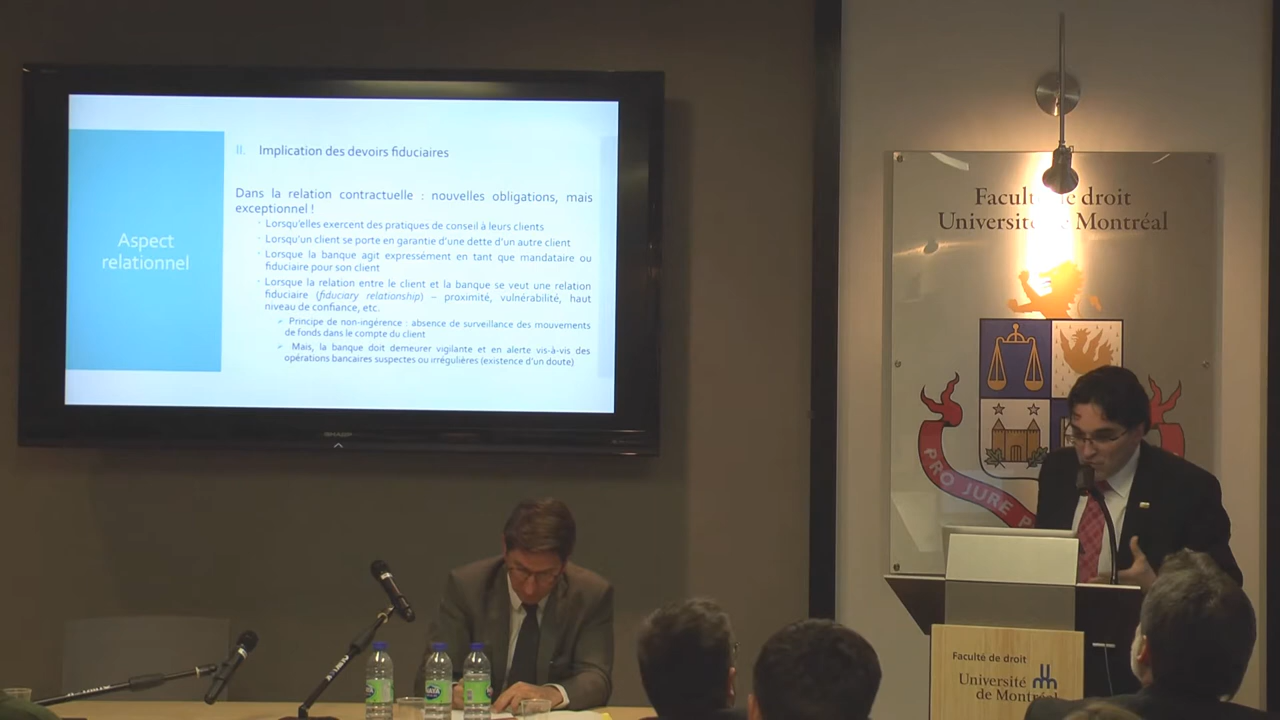 Aspect
relationnel
II. Implication des devoirs fiduciaires
Dans la relation contractuelle : nouvelles obligations, mais
exceptionnel !
Lorsqu'elles exercent des pratiques de conseil à leurs clients
Lorsqu'un client se porte en garantie d'une dette d'un autre client
Lorsque la banque agit expressément en tant que mandataire ou
fiduciaire pour son client
Lorsque la relation entre le client et la banque se veut une relation
fiduciaire (fiduciary relationship) – proximité, vulnérabilité, haut
niveau de confiance, etc.
Principe de non-ingérence : absence de surveillance des mouvements
de fonds dans le compte du client
Mais, la banque doit demeurer vigilante et en alerte vis-à-vis des
opérations bancaires suspectes ou irrégulières (existence d'un doute)
SHARP
Faculté de droit
Université de Montréal
PRO JURE
Faculté de droit
Université
de Montréal
NAYA